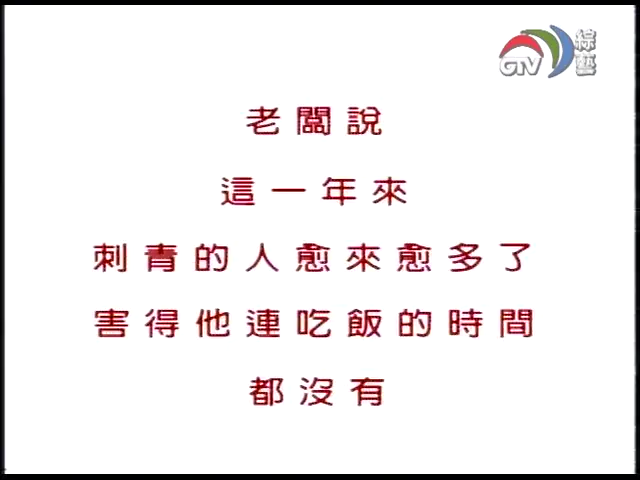 GTV 綜藝
老闆說
這一年來
刺青的人愈來愈多了
害得他連吃飯的時間
都沒有